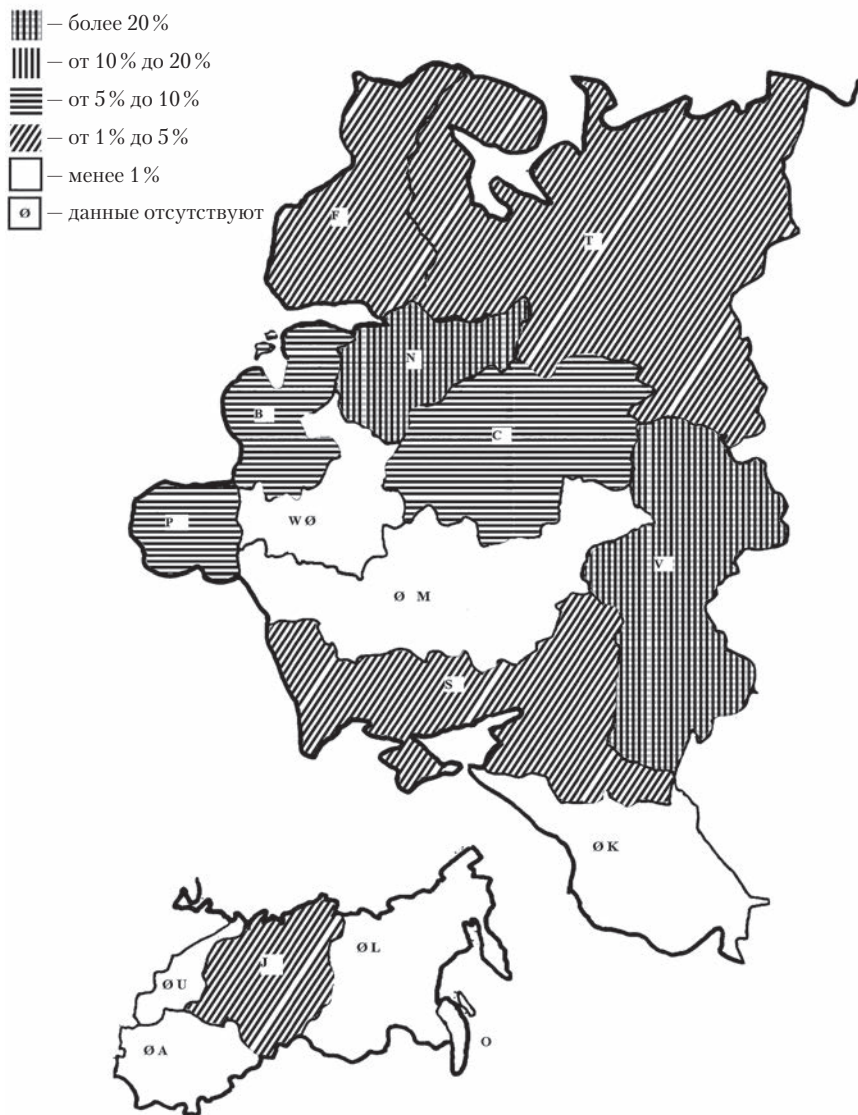 — более 20 %
— от 10 % до 20 %
— от 5 % до 10 %
— от 1 % до 5 %
— менее 1 %
Ø — данные отсутствуют
F
T
N
B
C
P
W Ø
V
Ø M
S
Ø K
Ø L
J
Ø U
O
Ø A